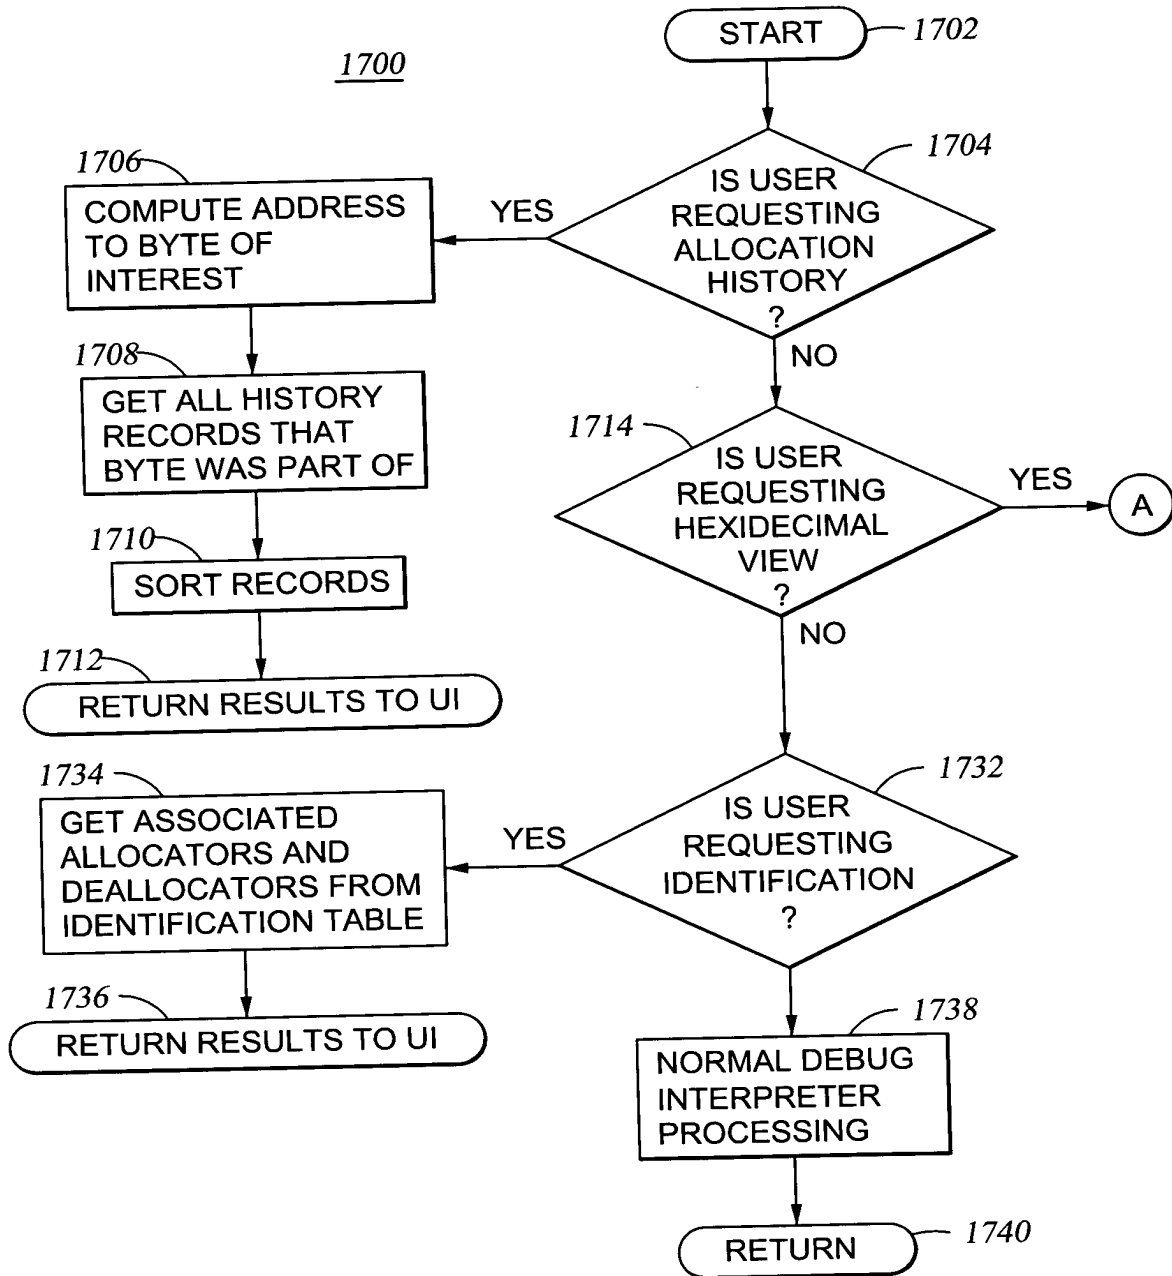 START
1702
1700
1704
IS USER
REQUESTING
ALLOCATION
HISTORY
?
YES
NO
1706
COMPUTE ADDRESS
TO BYTE OF
INTEREST
1708
GET ALL HISTORY
RECORDS THAT
BYTE WAS PART OF
1710
SORT RECORDS
1712
RETURN RESULTS TO UI
1714
IS USER
REQUESTING
HEXIDECIMAL
VIEW
?
YES
A
NO
1732
IS USER
REQUESTING
IDENTIFICATION
?
YES
1734
GET ASSOCIATED
ALLOCATORS AND
DEALLOCATORS FROM
IDENTIFICATION TABLE
1736
RETURN RESULTS TO UI
1738
NORMAL DEBUG
INTERPRETER
PROCESSING
RETURN
1740